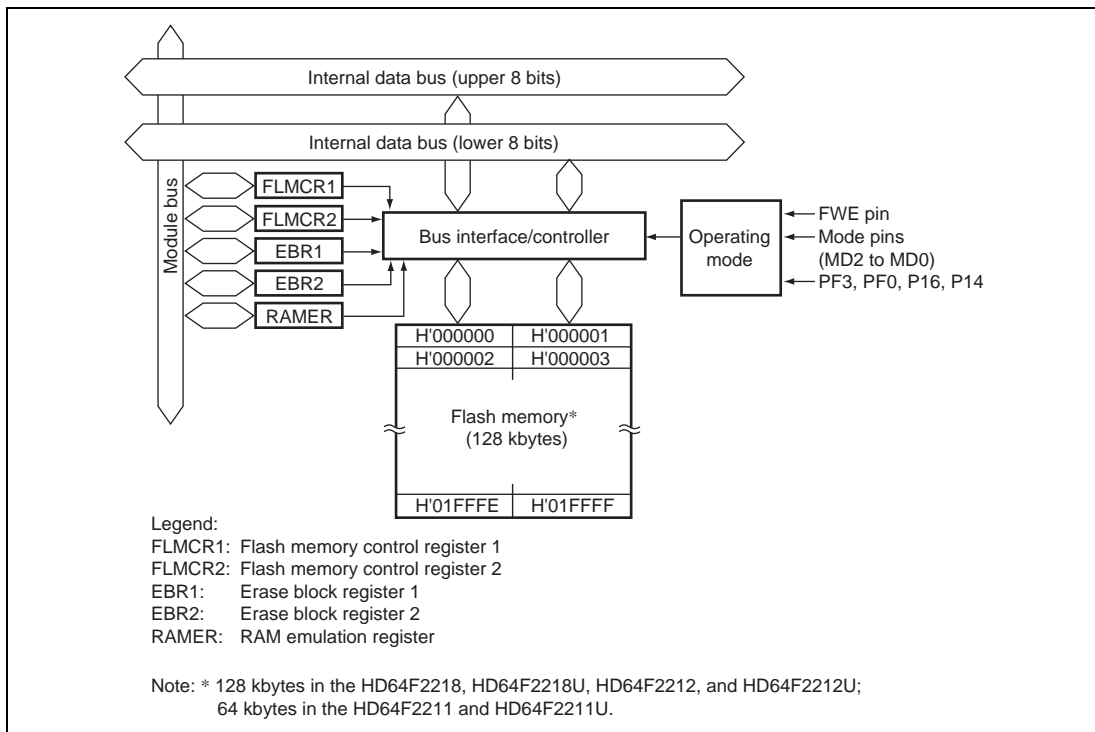 Internal data bus (upper 8 bits)
Internal data bus (lower 8 bits)
Module bus
FLMCR1
FLMCR2
EBR1
EBR2
RAMER
Bus interface/controller
Operating
mode
FWE pin
Mode pins
(MD2 to MD0)
PF3, PF0, P16, P14
H'000000 H'000001
H'000002 H'000003
Flash memory*
(128 kbytes)
H'01FFFE H'01FFFF
Legend:
FLMCR1: Flash memory control register 1
FLMCR2: Flash memory control register 2
EBR1: Erase block register 1
EBR2: Erase block register 2
RAMER: RAM emulation register
Note: * 128 kbytes in the HD64F2218, HD64F2218U, HD64F2212, and HD64F2212U;
64 kbytes in the HD64F2211 and HD64F2211U.